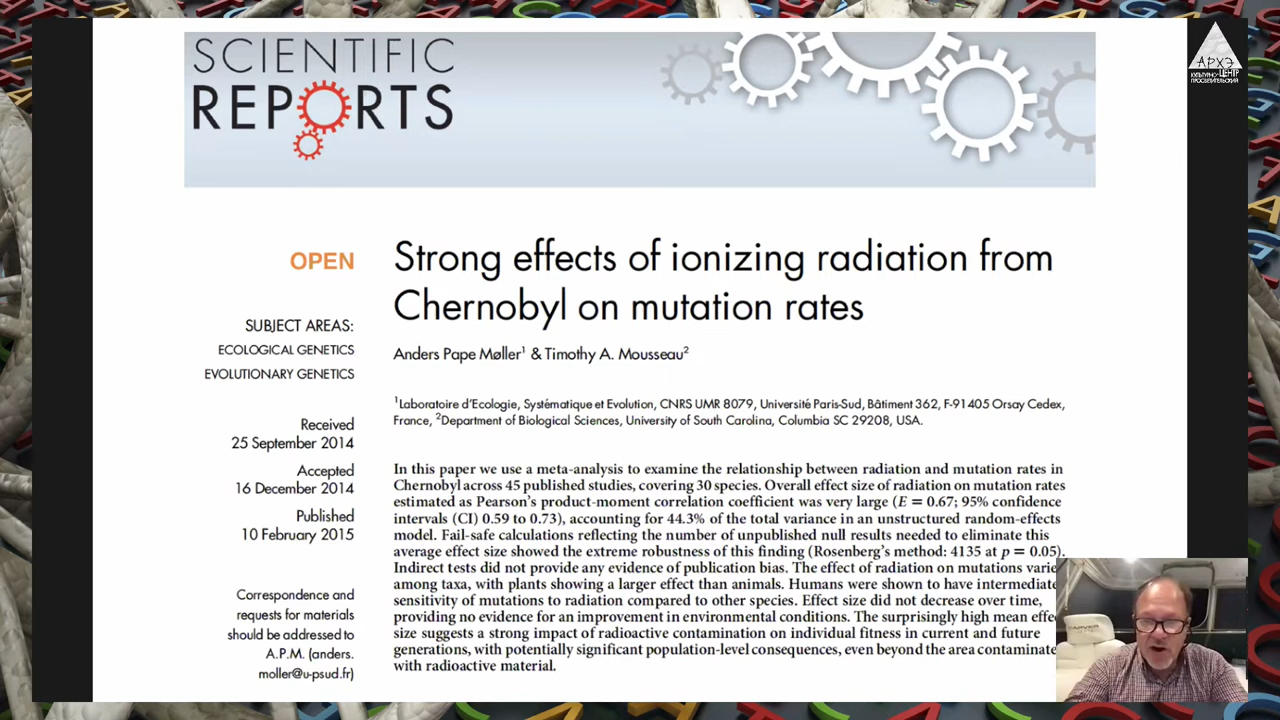 SCIENTIFIC
REPORTS
АРХЭ
КУЛЬТУРНО-ЦЕНТР
ПРОСВЕТИТЕЛЬСКИЙ
OPEN
SUBJECT AREAS:
ECOLOGICAL GENETICS
EVOLUTIONARY GENETICS
Received
25 September 2014
Accepted
16 December 2014
Published
10 February 2015
Correspondence and
requests for materials
should be addressed to
A.P.M. (anders.
moller@u-psud.fr)
Strong effects of ionizing radiation from
Chernobyl on mutation rates
Anders Pape Møller¹ & Timothy A. Mousseau²
¹Laboratoire d'Ecologie, Systématique et Evolution, CNRS UMR 8079, Université Paris-Sud, Bâtiment 362, F-91405 Orsay Cedex,
France, ²Department of Biological Sciences, University of South Carolina, Columbia SC 29208, USA.
In this paper we use a meta-analysis to examine the relationship between radiation and mutation rates in
Chernobyl across 45 published studies, covering 30 species. Overall effect size of radiation on mutation rates
estimated as Pearson's product-moment correlation coefficient was very large (E = 0.67; 95% confidence
intervals (CI) 0.59 to 0.73), accounting for 44.3% of the total variance in an unstructured random-effects
model. Fail-safe calculations reflecting the number of unpublished null results needed to eliminate this
average effect size showed the extreme robustness of this finding (Rosenberg's method: 4135 at p = 0.05).
Indirect tests did not provide any evidence of publication bias. The effect of radiation on mutations varie
among taxa, with plants showing a larger effect than animals. Humans were shown to have intermediate
sensitivity of mutations to radiation compared to other species. Effect size did not decrease over time,
providing no evidence for an improvement in environmental conditions. The surprisingly high mean effe
size suggests a strong impact of radioactive contamination on individual fitness in current and future
generations, with potentially significant population-level consequences, even beyond the area contaminate
with radioactive material.
CARVER